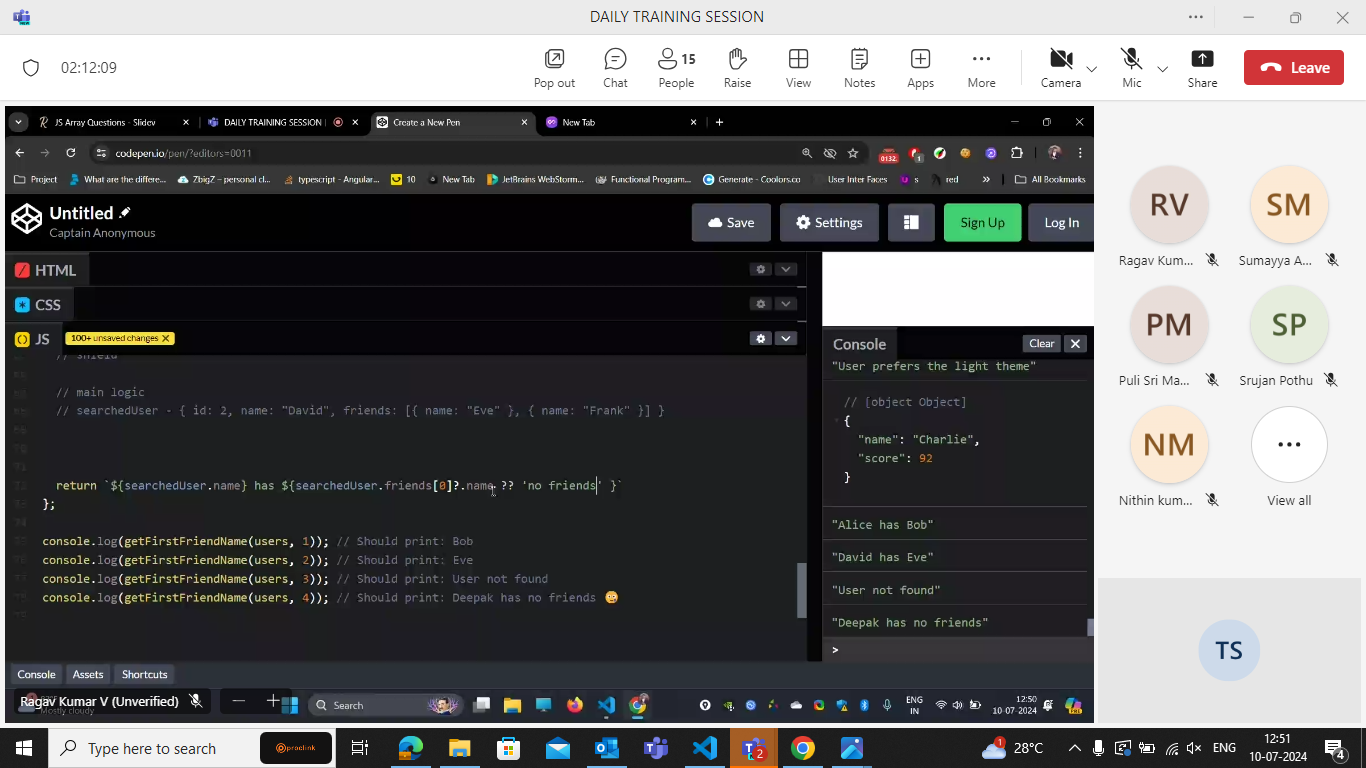 DAILY TRAINING SESSION
02:12:09
Pop out
Chat
15
People
Raise
View
Notes
Apps
More
Camera
Mic
Share
Leave
JS Array Questions - Slidev
DAILY TRAINING SESSION
Create a New Pen
New Tab
codepen.io/pen/?editors=0011
Project
What are the differe...
ZbigZ – personal cl...
typescript - Angular...
10
New Tab
JetBrains WebStorm...
Functional Program...
Generate - Coolors.co
User Inter Faces
s
red
»
All Bookmarks
Untitled
Captain Anonymous
Save
Settings
Sign Up
Log In
HTML
CSS
JS
100+ unsaved changes X
// shield
// main logic
// searchedUser - { id: 2, name: "David", friends: [{ name: "Eve" }, { name: "Frank" }] }
return `${searchedUser.name} has ${searchedUser.friends[0]?.name ?? 'no friends' }`
};
console.log(getFirstFriendName(users, 1)); // Should print: Bob
console.log(getFirstFriendName(users, 2)); // Should print: Eve
console.log(getFirstFriendName(users, 3)); // Should print: User not found
console.log(getFirstFriendName(users, 4)); // Should print: Deepak has no friends 😳
Console
Clear
"User prefers the light theme"
// [object Object]
{
"name": "Charlie",
"score": 92
}
"Alice has Bob"
"David has Eve"
"User not found"
"Deepak has no friends"
>
Console
Assets
Shortcuts
Ragav Kumar V (Unverified)
Mostly cloudy
Search
ENG
IN
12:50
10-07-2024
RV
Ragav Kum...
SM
Sumayya A...
PM
Puli Sri Ma...
SP
Srujan Pothu
NM
Nithin kum...
View all
TS
Type here to search
proclink
2
1
28°C
ENG
12:51
10-07-2024
4